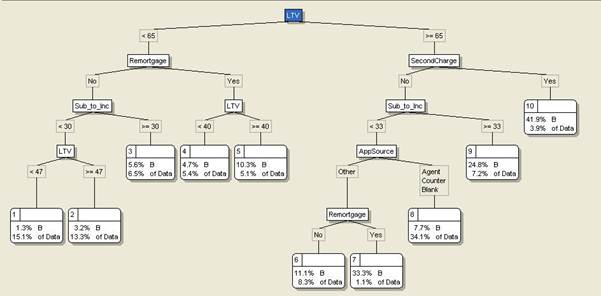 LTV
< 65
>= 65
Remortgage
SecondCharge
No
Yes
No
Yes
Sub_to_Inc
LTV
Sub_to_Inc
10
41.9% B
3.9% of Data
< 30
>= 30
< 40
>= 40
< 33
>= 33
LTV
3
5.6% B
6.5% of Data
4
4.7% B
5.4% of Data
5
10.3% B
5.1% of Data
AppSource
9
24.8% B
7.2% of Data
< 47
>= 47
Other
Agent
Counter
Blank
1
1.3% B
15.1% of Data
2
3.2% B
13.3% of Data
Remortgage
8
7.7% B
34.1% of Data
No
Yes
6
11.1% B
8.3% of Data
7
33.3% B
1.1% of Data